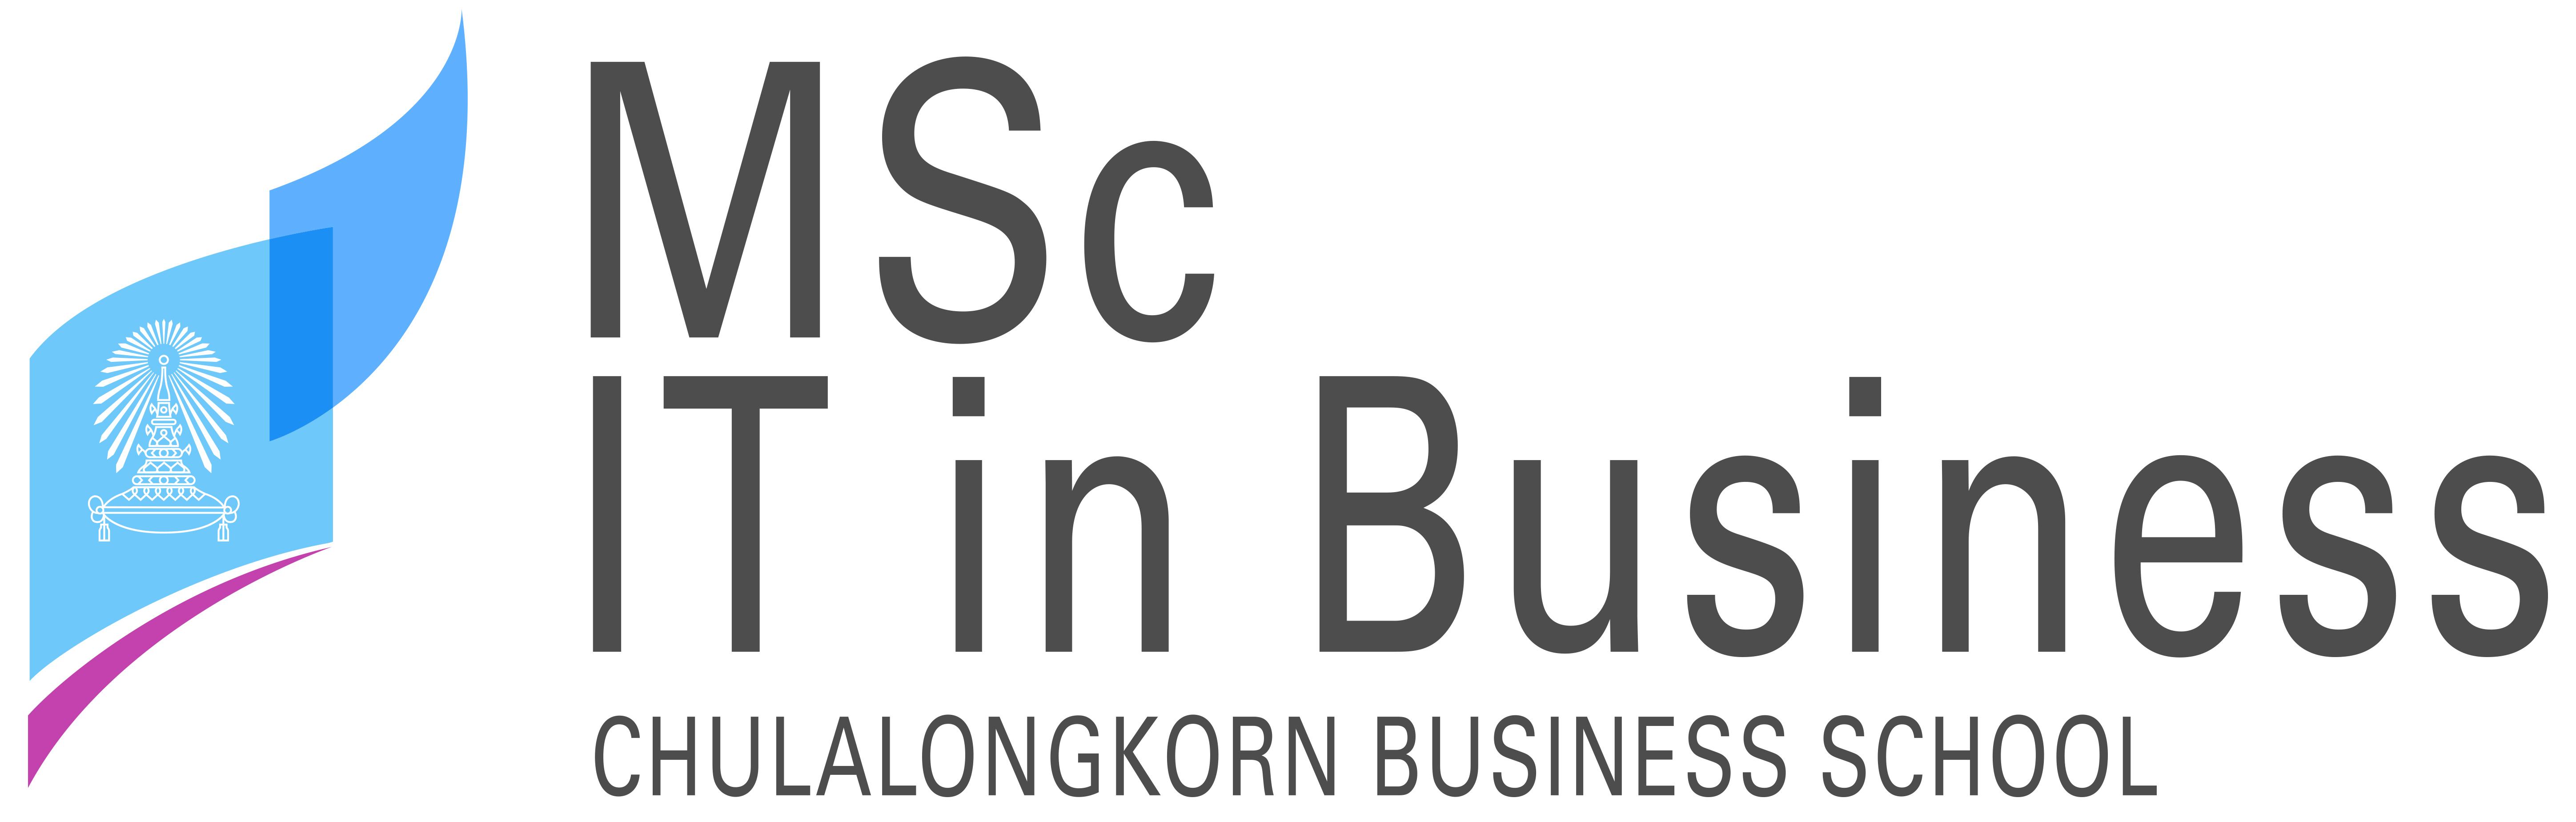 MSc
IT in Business
CHULALONGKORN BUSINESS SCHOOL